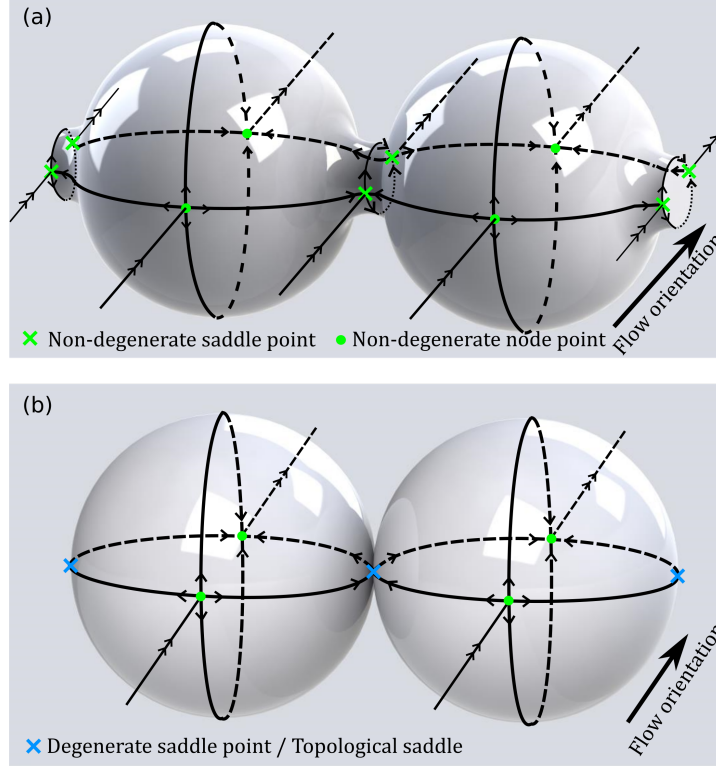 (a)
Flow orientation
Non-degenerate saddle point
Non-degenerate node point
(b)
Flow orientation
Degenerate saddle point / Topological saddle